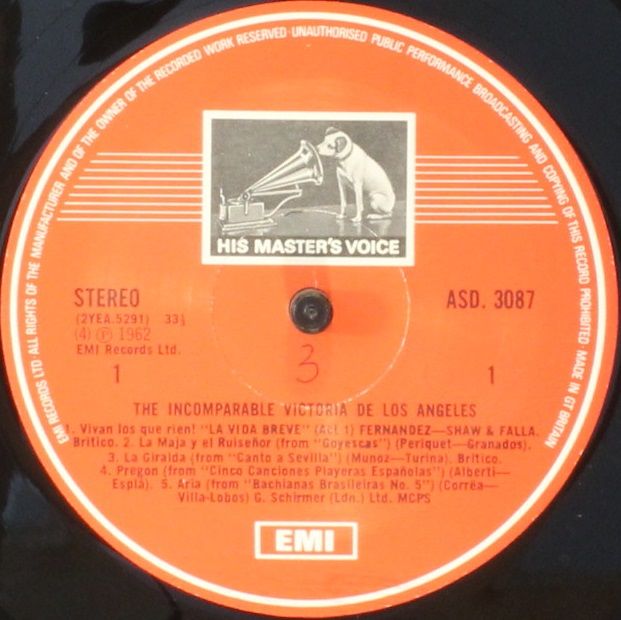 EMI RECORDS LTD ALL RIGHTS OF THE MANUFACTURER AND OF THE OWNER OF THE RECORDED WORK RESERVED · UNAUTHORISED PUBLIC PERFORMANCE BROADCASTING AND COPYING OF THIS RECORD PROHIBITED · MADE IN GT BRITAIN
HIS MASTER'S VOICE
STEREO
(2YEA.5291) 33⅓
(4) Ⓟ 1962
EMI Records Ltd.
ASD. 3087
1
3
1
THE INCOMPARABLE VICTORIA DE LOS ANGELES
1. Vivan los que rien! "LA VIDA BREVE" (Act 1) FERNANDEZ—SHAW & FALLA.
Britico. 2. La Maja y el Ruiseñor (from "Goyescas") (Periquet—Granados).
3. La Giralda (from "Canto a Sevilla") (Munoz—Turina). Britico.
4. Pregon (from "Cinco Canciones Playeras Españolas") (Alberti—
Esplá). 5. Aria (from "Bachianas Brasileiras No. 5") (Corrëa—
Villa-Lobos) G. Schirmer (Ldn.) Ltd. MCPS
EMI